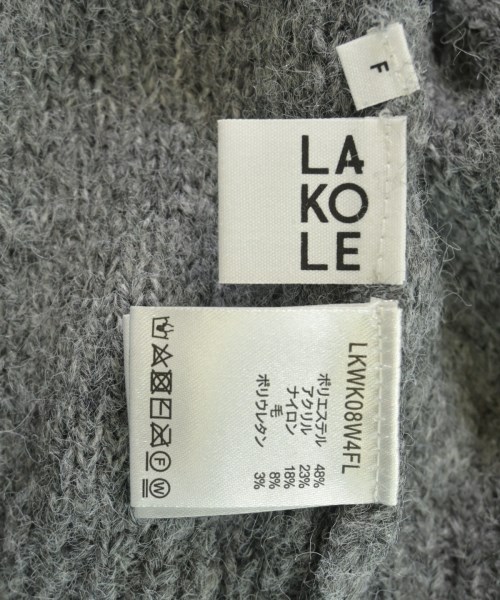 F
LA
KO
LE
LKWK08W4FL
ポリエステル 48%
アクリル 23%
ナイロン 18%
毛 8%
ポリウレタン 3%
F W